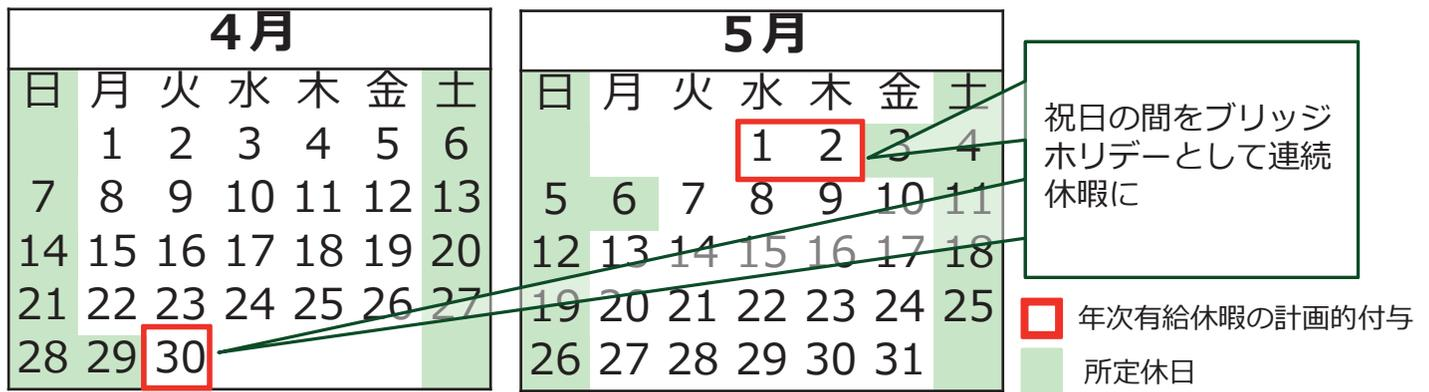 4月
日 月 火 水 木 金 土
1 2 3 4 5 6
7 8 9 10 11 12 13
14 15 16 17 18 19 20
21 22 23 24 25 26 27
28 29 30
5月
日 月 火 水 木 金 土
1 2 3 4
5 6 7 8 9 10 11
12 13 14 15 16 17 18
19 20 21 22 23 24 25
26 27 28 29 30 31
祝日の間をブリッジ
ホリデーとして連続
休暇に
年次有給休暇の計画的付与
所定休日